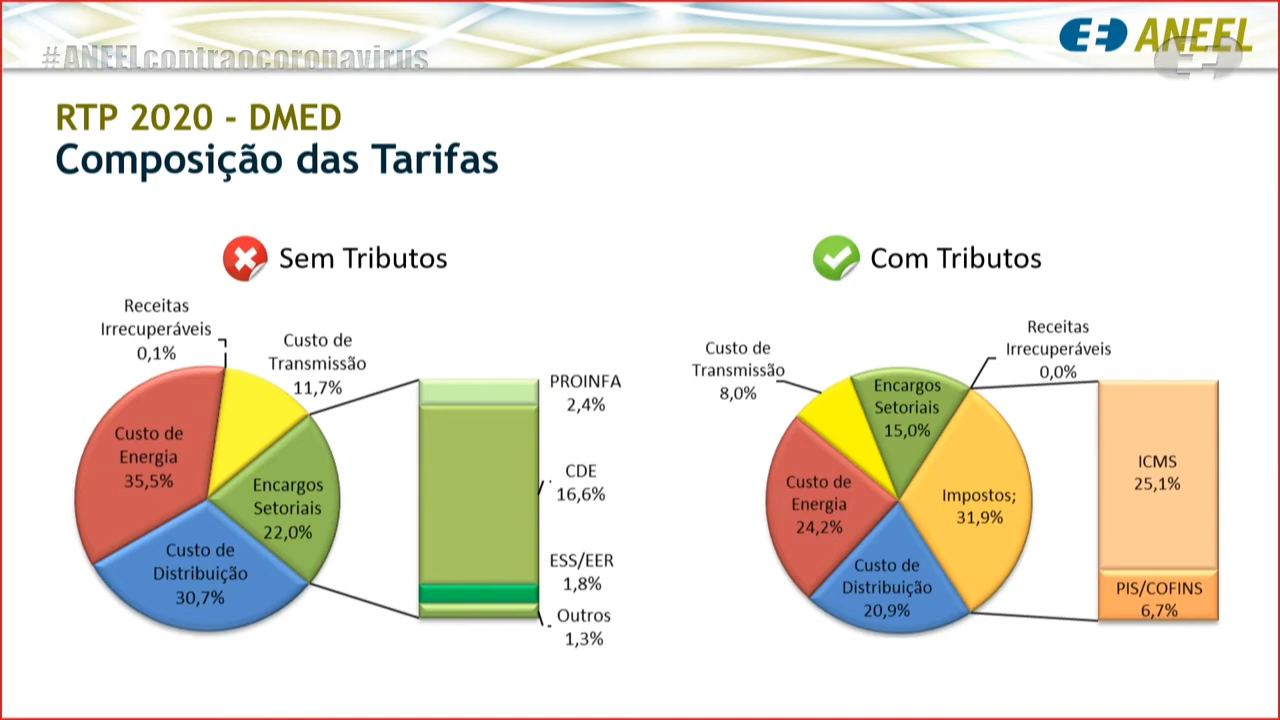 #ANEELcontraocoronavirus
ANEEL
RTP 2020 - DMED
Composição das Tarifas
Sem Tributos
Receitas
Irrecuperáveis
0,1%
Custo de
Transmissão
11,7%
Custo de
Energia
35,5%
Encargos
Setoriais
22,0%
Custo de
Distribuição
30,7%
PROINFA
2,4%
CDE
16,6%
ESS/EER
1,8%
Outros
1,3%
Com Tributos
Receitas
Irrecuperáveis
0,0%
Custo de
Transmissão
8,0%
Encargos
Setoriais
15,0%
Custo de
Energia
24,2%
Impostos;
31,9%
Custo de
Distribuição
20,9%
ICMS
25,1%
PIS/COFINS
6,7%